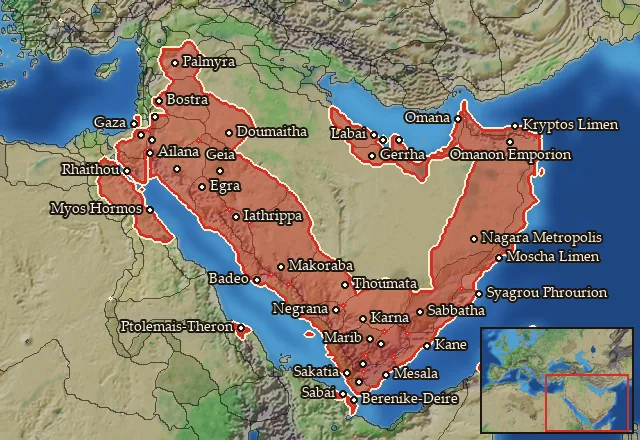 Palmyra
Bostra
Gaza
Doumaitha
Labai
Omana
Kryptos Limen
Ailana
Geia
Gerrha
Omanon Emporion
Rhaithou
Egra
Myos Hormos
Iathrippa
Nagara Metropolis
Moscha Limen
Makoraba
Badeo
Thoumata
Syagrou Phrourion
Negrana
Karna
Sabbatha
Ptolemais-Theron
Marib
Kane
Sakatia
Mesala
Sabai
Berenike-Deire